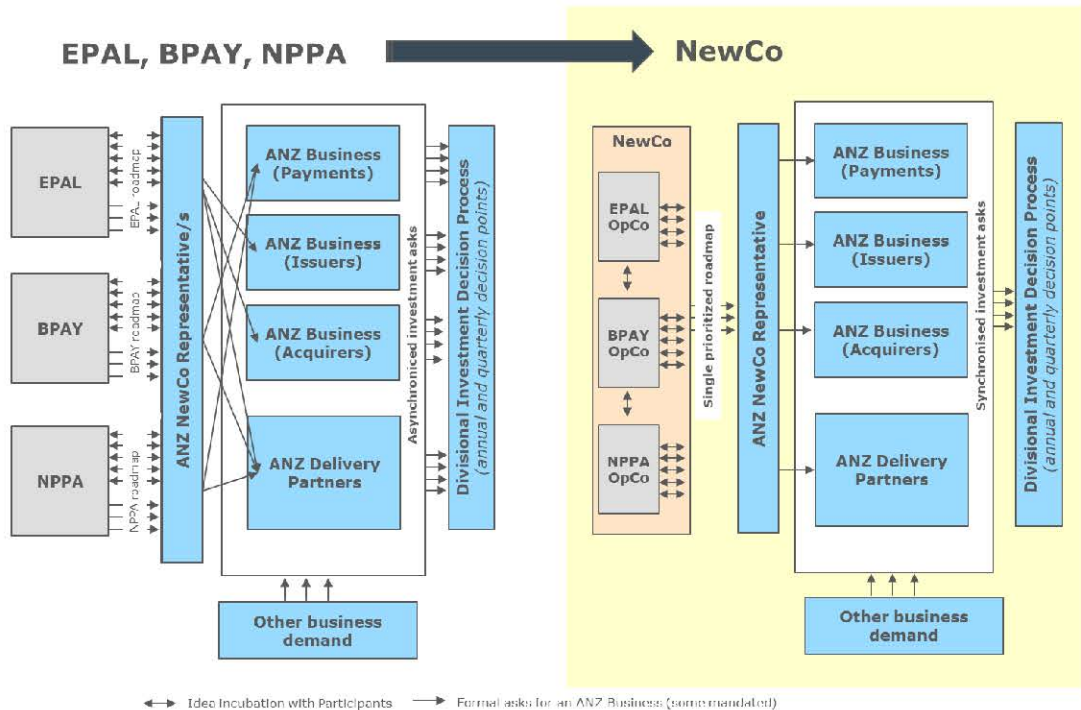 EPAL, BPAY, NPPA
NewCo
EPAL
BPAY
NPPA
EPAL roadmap
BPAY roadmap
NPPA roadmap
ANZ NewCo Representative/s
ANZ Business
(Payments)
ANZ Business
(Issuers)
ANZ Business
(Acquirers)
ANZ Delivery
Partners
Asynchroniced investment asks
Divisional Investment Decision Process
(annual and quarterly decision points)
Other business
demand
NewCo
EPAL
OpCo
BPAY
OpCo
NPPA
OpCo
Single prioritized roadmap
ANZ NewCo Representative
ANZ Business
(Payments)
ANZ Business
(Issuers)
ANZ Business
(Acquirers)
ANZ Delivery
Partners
Synchronised investment asks
Divisional Investment Decision Process
(annual and quarterly decision points)
Other business
demand
Idea Incubation with Participants
Formal asks for an ANZ Business (some mandated)